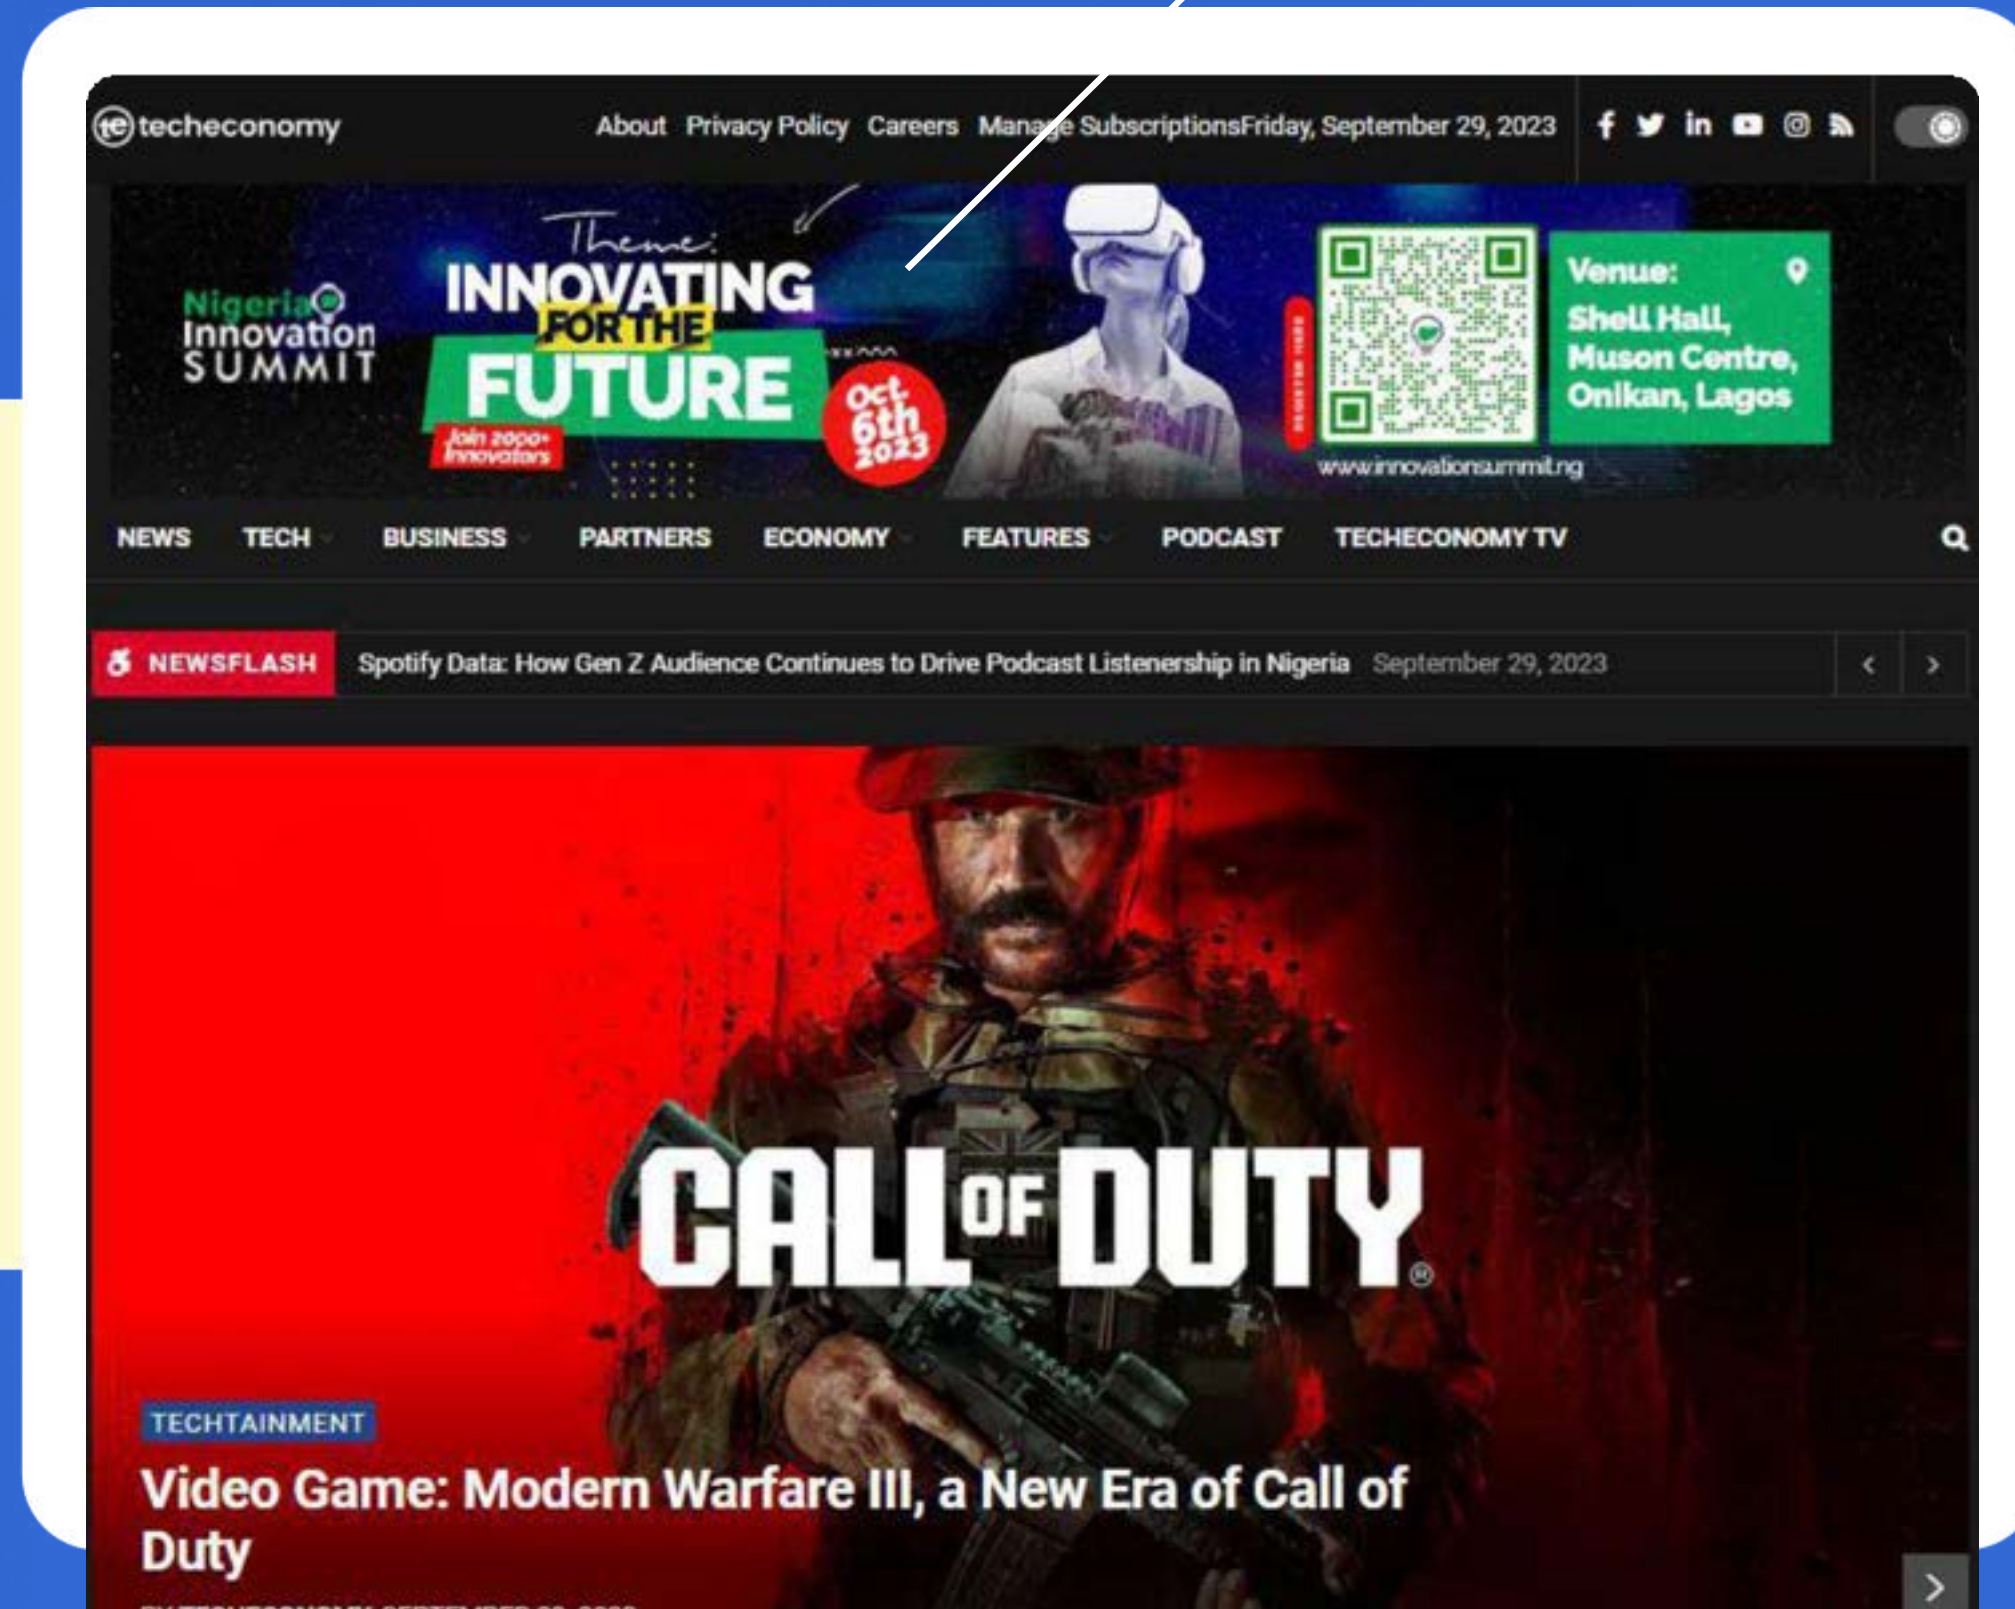 te techeconomy
About Privacy Policy Careers Manage SubscriptionsFriday, September 29, 2023
Nigeria
Innovation
SUMMIT
Theme:
INNOVATING
FOR THE
FUTURE
Join 2000+
Innovators
Oct.
6th
2023
REGISTER HERE
Venue:
Shell Hall,
Muson Centre,
Onikan, Lagos
www.innovationsummit.ng
NEWS TECH BUSINESS PARTNERS ECONOMY FEATURES PODCAST TECHECONOMY TV
NEWSFLASH Spotify Data: How Gen Z Audience Continues to Drive Podcast Listenership in Nigeria September 29, 2023
CALL OF DUTY®
TECHTAINMENT
Video Game: Modern Warfare III, a New Era of Call of
Duty